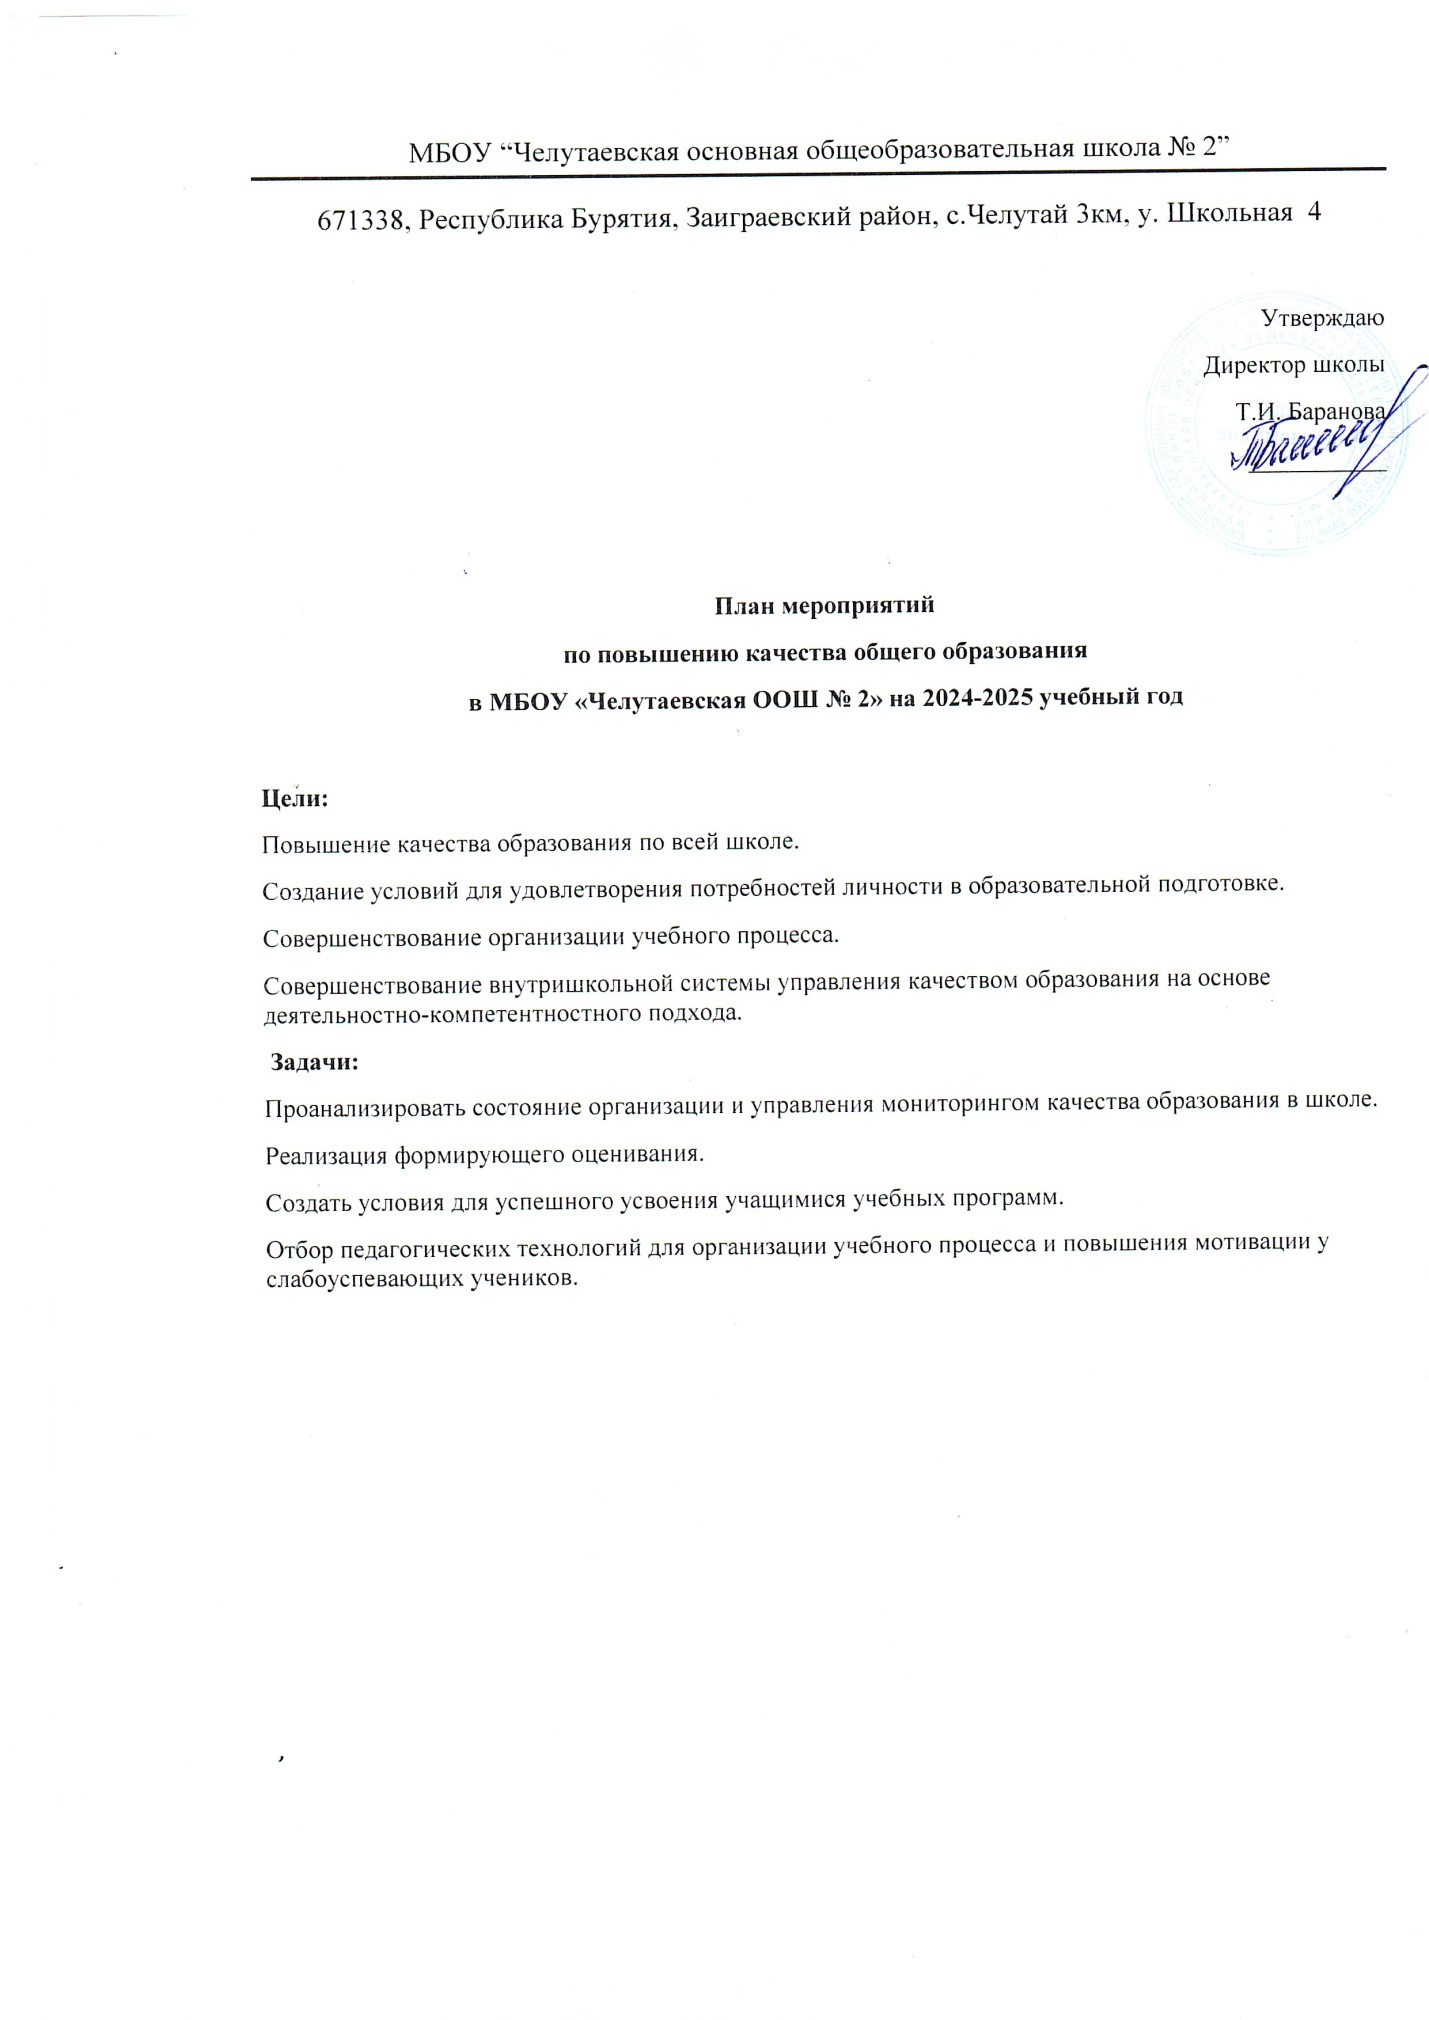 МБОУ “Челутаевская основная общеобразовательная школа № 2”
671338, Республика Бурятия, Заиграевский район, с.Челутай 3км, у. Школьная 4
Утверждаю
Директор школы
Т.И. Баранова
План мероприятий
по повышению качества общего образования
в МБОУ «Челутаевская ООШ № 2» на 2024-2025 учебный год
Цели:
Повышение качества образования по всей школе.
Создание условий для удовлетворения потребностей личности в образовательной подготовке.
Совершенствование организации учебного процесса.
Совершенствование внутришкольной системы управления качеством образования на основе
деятельностно-компетентностного подхода.
Задачи:
Проанализировать состояние организации и управления мониторингом качества образования в школе.
Реализация формирующего оценивания.
Создать условия для успешного усвоения учащимися учебных программ.
Отбор педагогических технологий для организации учебного процесса и повышения мотивации у
слабоуспевающих учеников.